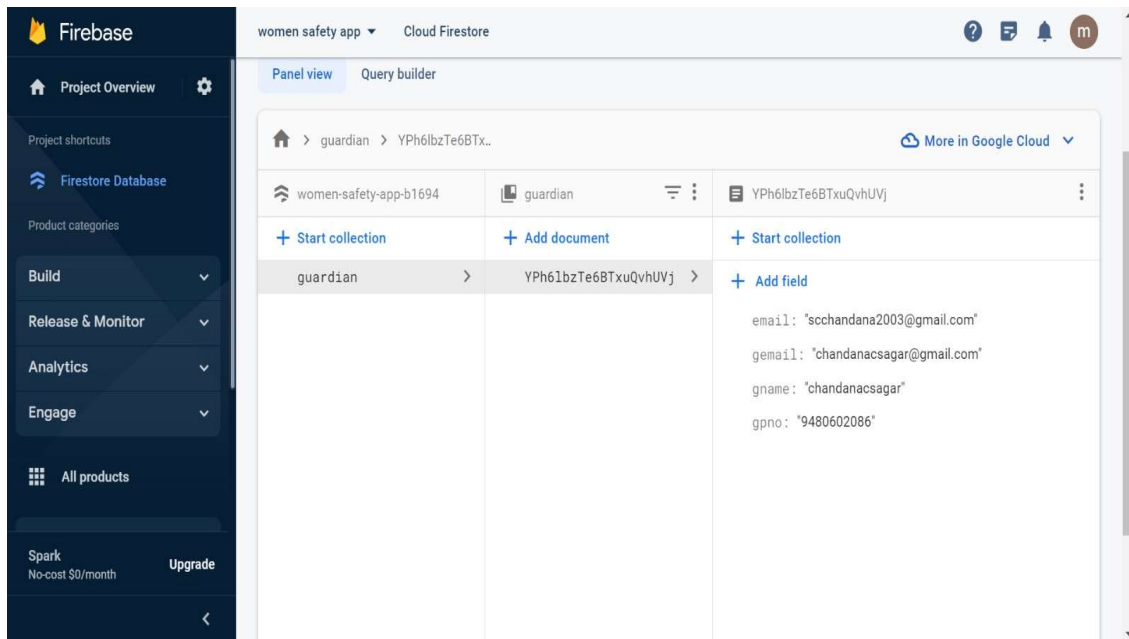 Firebase
women safety app
Cloud Firestore
m
Project Overview
Panel view
Query builder
Project shortcuts
guardian > YPh6lbzTe6BTx..
More in Google Cloud
Firestore Database
women-safety-app-b1694
guardian
YPh6lbzTe6BTxuQvhUVj
Product categories
+ Start collection
+ Add document
+ Start collection
Build
guardian
YPh6lbzTe6BTxuQvhUVj
+ Add field
Release & Monitor
email: "scchandana2003@gmail.com"
gemail: "chandanacsagar@gmail.com"
Analytics
gname: "chandanacsagar"
Engage
gpno: "9480602086"
All products
Spark
No-cost $0/month
Upgrade